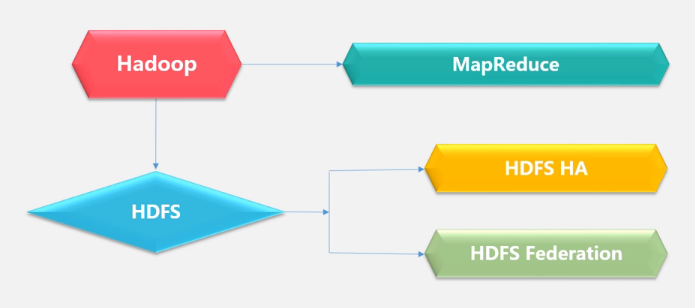 Hadoop
MapReduce
HDFS HA
HDFS
HDFS Federation